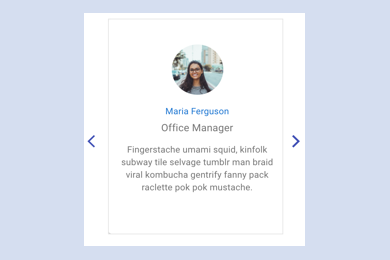 Maria Ferguson
Office Manager
Fingerstache umami squid, kinfolk
subway tile selvage tumblr man braid
viral kombucha gentrify fanny pack
raclette pok pok mustache.